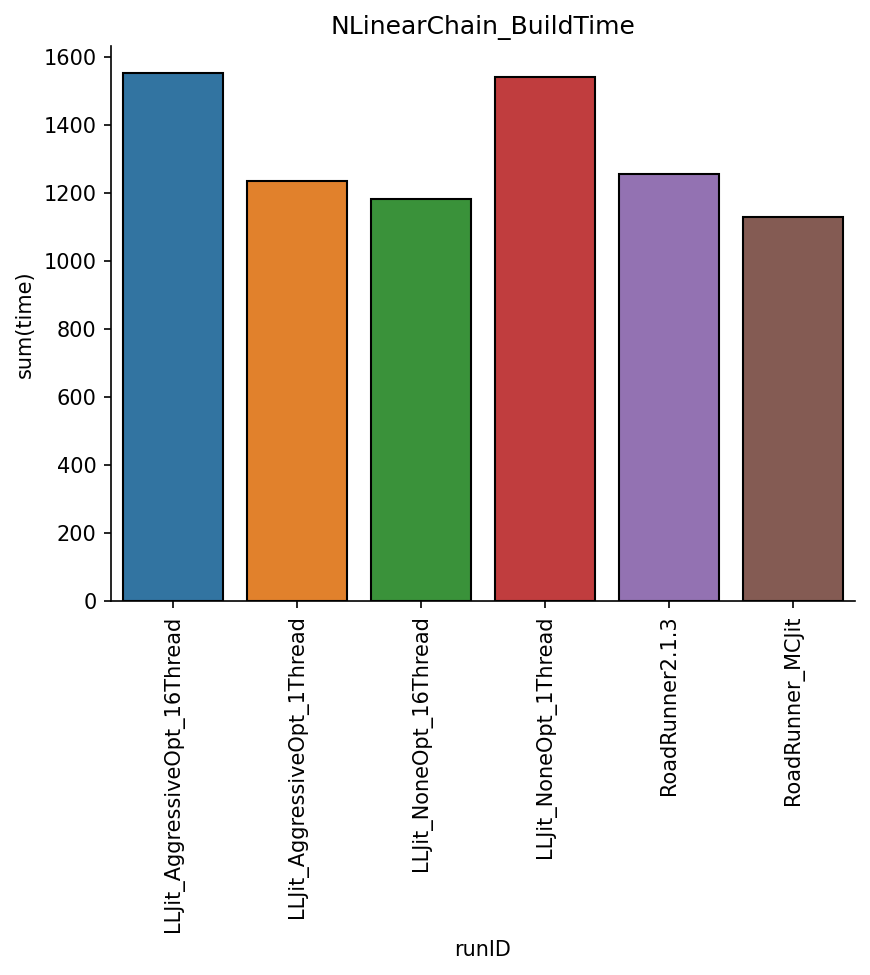 NLinearChain_BuildTime
1600
1400
1200
1000
800
600
400
200
0
sum(time)
LLJit_AggressiveOpt_16Thread
LLJit_AggressiveOpt_1Thread
LLJit_NoneOpt_16Thread
LLJit_NoneOpt_1Thread
RoadRunner2.1.3
RoadRunner_MCJit
runID